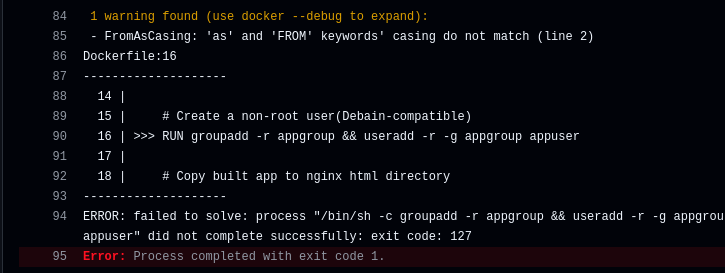 84 1 warning found (use docker --debug to expand):
85 - FromAsCasing: 'as' and 'FROM' keywords' casing do not match (line 2)
86 Dockerfile:16
87 --------------------
88 14 |
89 15 |     # Create a non-root user(Debain-compatible)
90 16 | >>> RUN groupadd -r appgroup && useradd -r -g appgroup appuser
91 17 |
92 18 |     # Copy built app to nginx html directory
93 --------------------
94 ERROR: failed to solve: process "/bin/sh -c groupadd -r appgroup && useradd -r -g appgrou
appuser" did not complete successfully: exit code: 127
95 Error: Process completed with exit code 1.